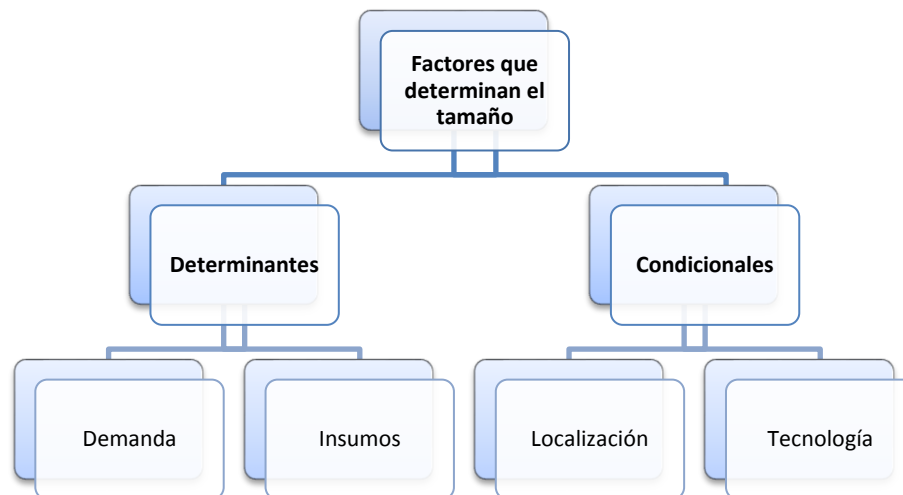 Factores que
determinan el
tamaño
Determinantes
Condicionales
Demanda
Insumos
Localización
Tecnología